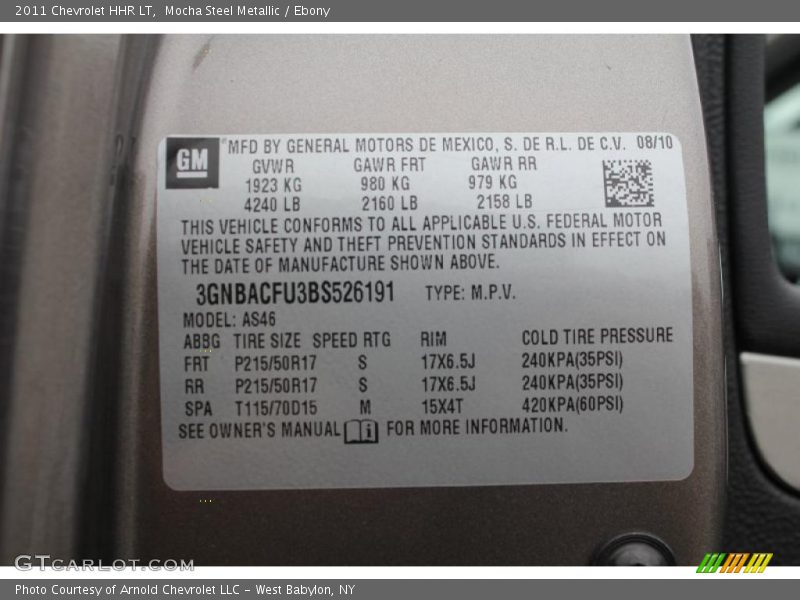 2011 Chevrolet HHR LT, Mocha Steel Metallic / Ebony
GM MFD BY GENERAL MOTORS DE MEXICO, S. DE R.L. DE C.V. 08/10
GVWR GAWR FRT GAWR RR
1923 KG 980 KG 979 KG
4240 LB 2160 LB 2158 LB
THIS VEHICLE CONFORMS TO ALL APPLICABLE U.S. FEDERAL MOTOR
VEHICLE SAFETY AND THEFT PREVENTION STANDARDS IN EFFECT ON
THE DATE OF MANUFACTURE SHOWN ABOVE.
3GNBACFU3BS526191 TYPE: M.P.V.
MODEL: AS46
ABBG TIRE SIZE SPEED RTG RIM COLD TIRE PRESSURE
FRT P215/50R17 S 17X6.5J 240KPA(35PSI)
RR P215/50R17 S 17X6.5J 240KPA(35PSI)
SPA T115/70D15 M 15X4T 420KPA(60PSI)
SEE OWNER'S MANUAL i FOR MORE INFORMATION.
GTCARLOT.COM
Photo Courtesy of Arnold Chevrolet LLC - West Babylon, NY